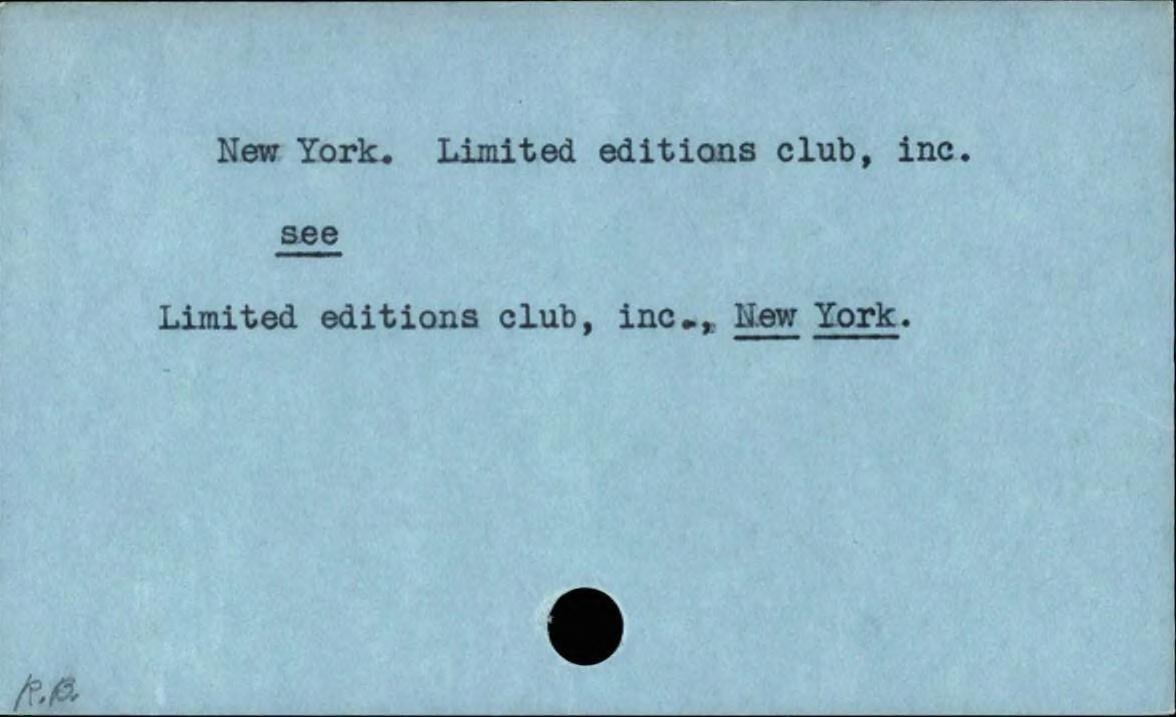 New York. Limited editions club, inc.
see
Limited editions club, inc., New York.
R.B.